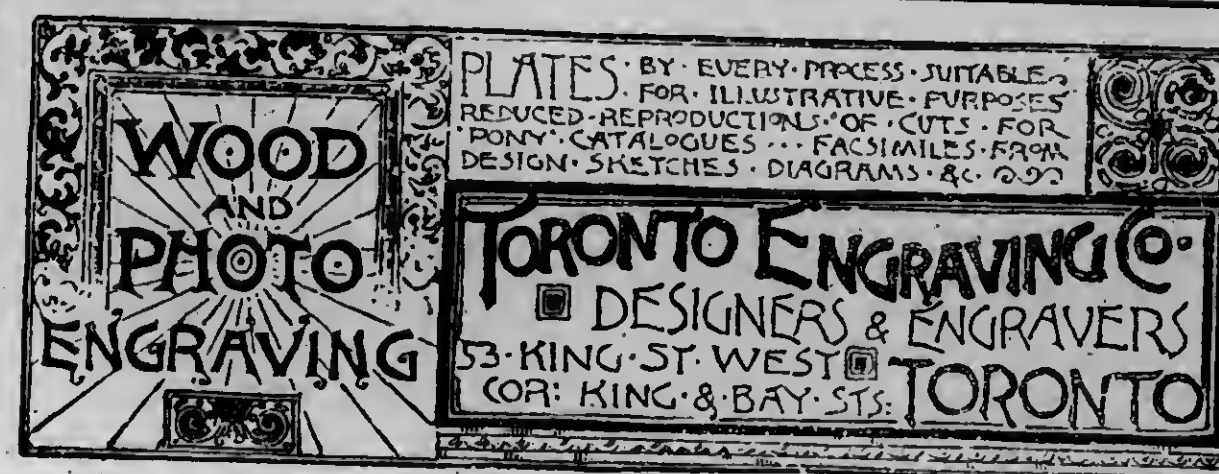 WOOD
AND
PHOTO
ENGRAVING
PLATES · BY · EVERY · PROCESS · SUITABLE
FOR · ILLUSTRATIVE · PURPOSES
REDUCED · REPRODUCTIONS · OF · CUTS · FOR
"PONY" · CATALOGUES ... FACSIMILES · FROM
DESIGN · SKETCHES · DIAGRAMS · &c.
TORONTO ENGRAVING CO.
DESIGNERS & ENGRAVERS
53 · KING · ST · WEST
COR: KING · & · BAY · STS: TORONTO